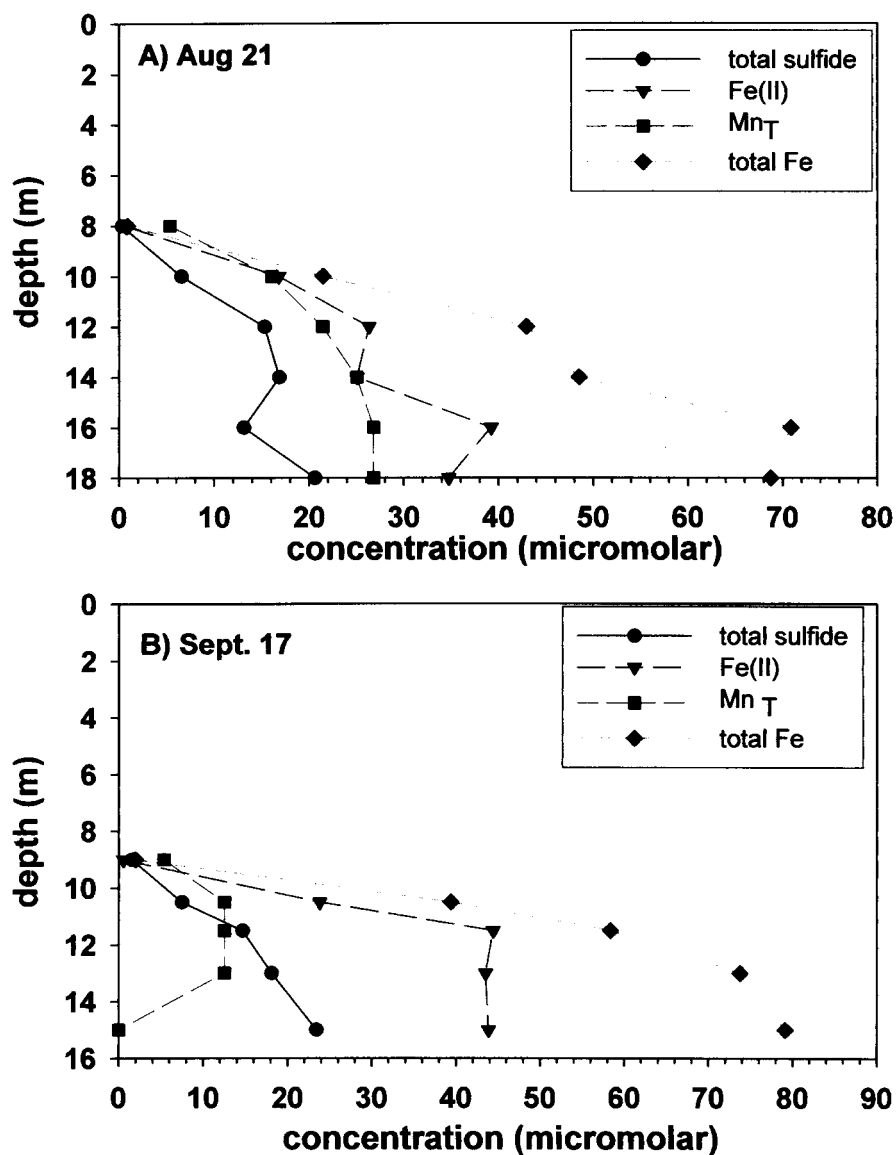 0
A) Aug 21
total sulfide
2
Fe(II)
MnT
4
total Fe
6
depth (m)
8
10
12
14
16
18
0 10 20 30 40 50 60 70 80
concentration (micromolar)
0
B) Sept. 17
total sulfide
2
Fe(II)
Mn T
4
total Fe
6
depth (m)
8
10
12
14
16
0 10 20 30 40 50 60 70 80 90
concentration (micromolar)